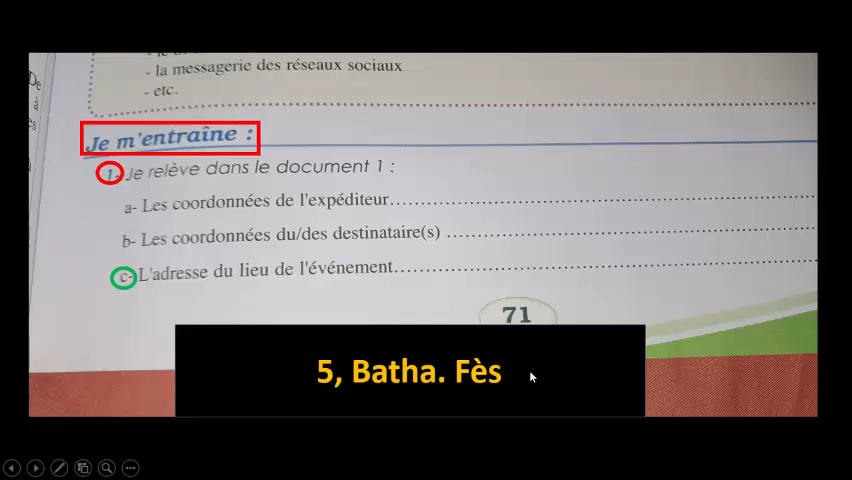 De
à
- la messagerie des réseaux sociaux
- etc.
Je m'entraîne :
1- Je relève dans le document 1 :
a- Les coordonnées de l'expéditeur
b- Les coordonnées du/des destinataire(s)
c- L'adresse du lieu de l'événement
71
5, Batha. Fès